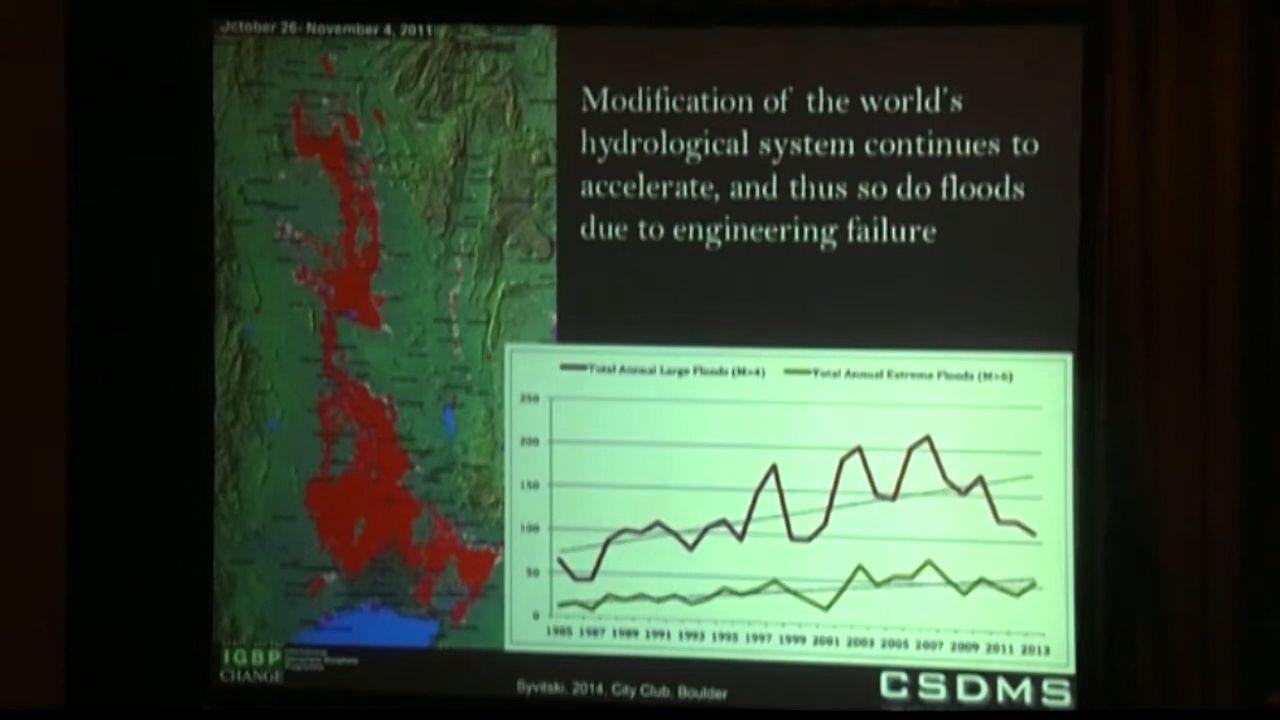 October 26- November 4, 2011
Modification of the world's
hydrological system continues to
accelerate, and thus so do floods
due to engineering failure
Total Annual Large Floods (M>4) Total Annual Extreme Floods (M>6)
250
200
150
100
50
0
1985 1987 1989 1991 1993 1995 1997 1999 2001 2003 2005 2007 2009 2011 2013
IGBP
CHANGE
Syvitski, 2014, City Club, Boulder
CSDMS